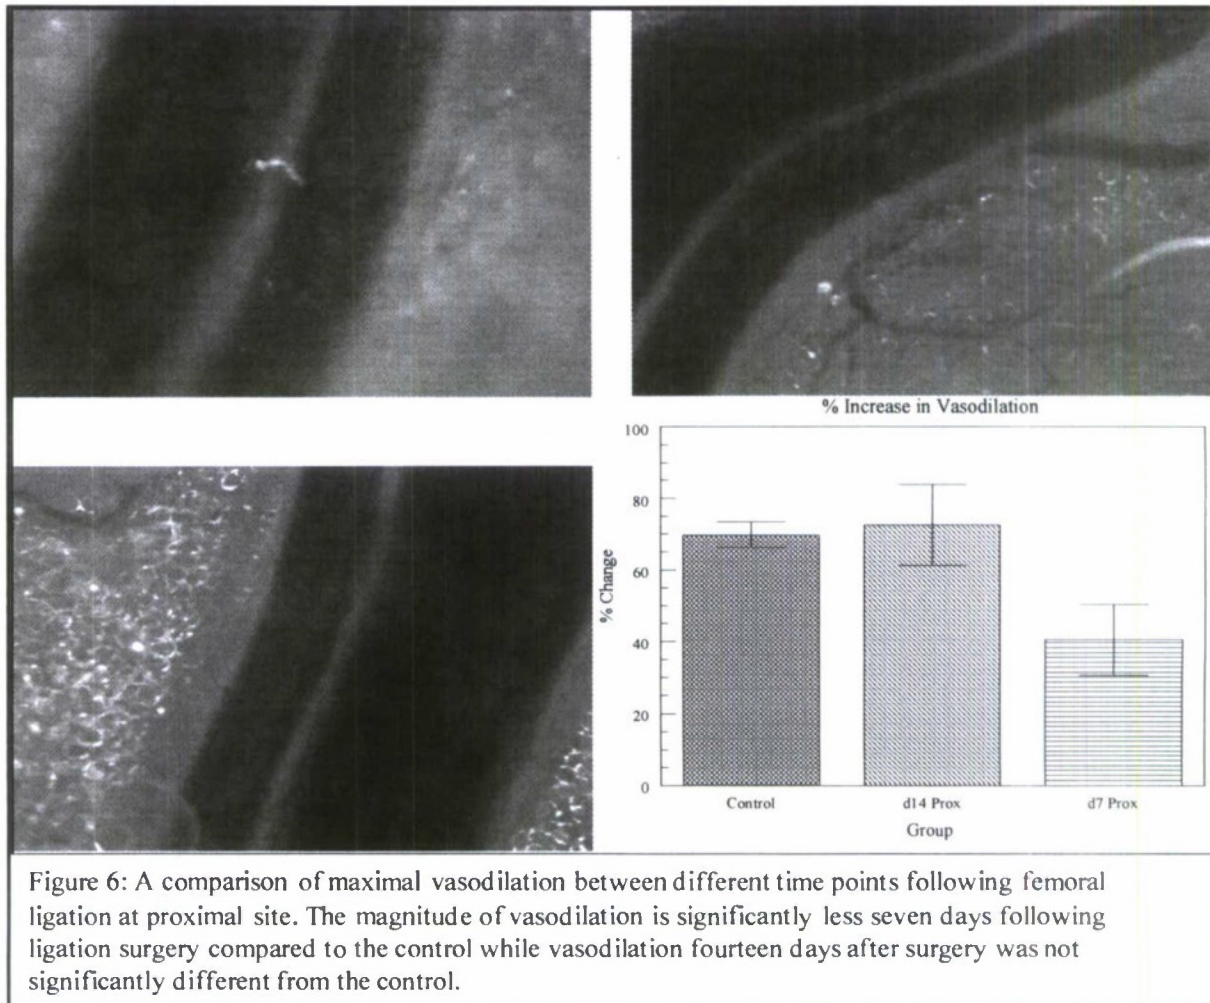 % Increase in Vasodilation
100
80
60
40
20
0
% Change
Control
d14 Prox
d7 Prox
Group
Figure 6: A comparison of maximal vasodilation between different time points following femoral
ligation at proximal site. The magnitude of vasodilation is significantly less seven days following
ligation surgery compared to the control while vasodilation fourteen days after surgery was not
significantly different from the control.